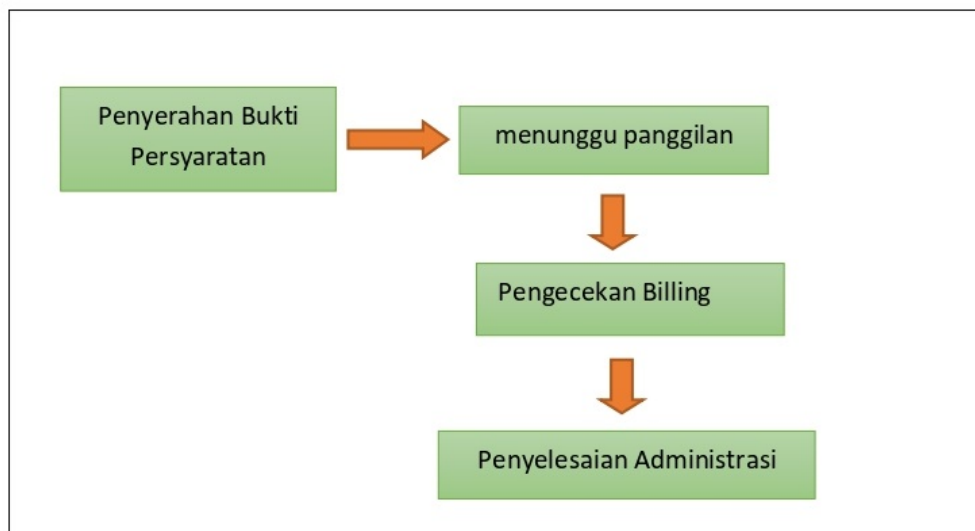 Penyerahan Bukti
Persyaratan
menunggu panggilan
Pengecekan Billing
Penyelesaian Administrasi